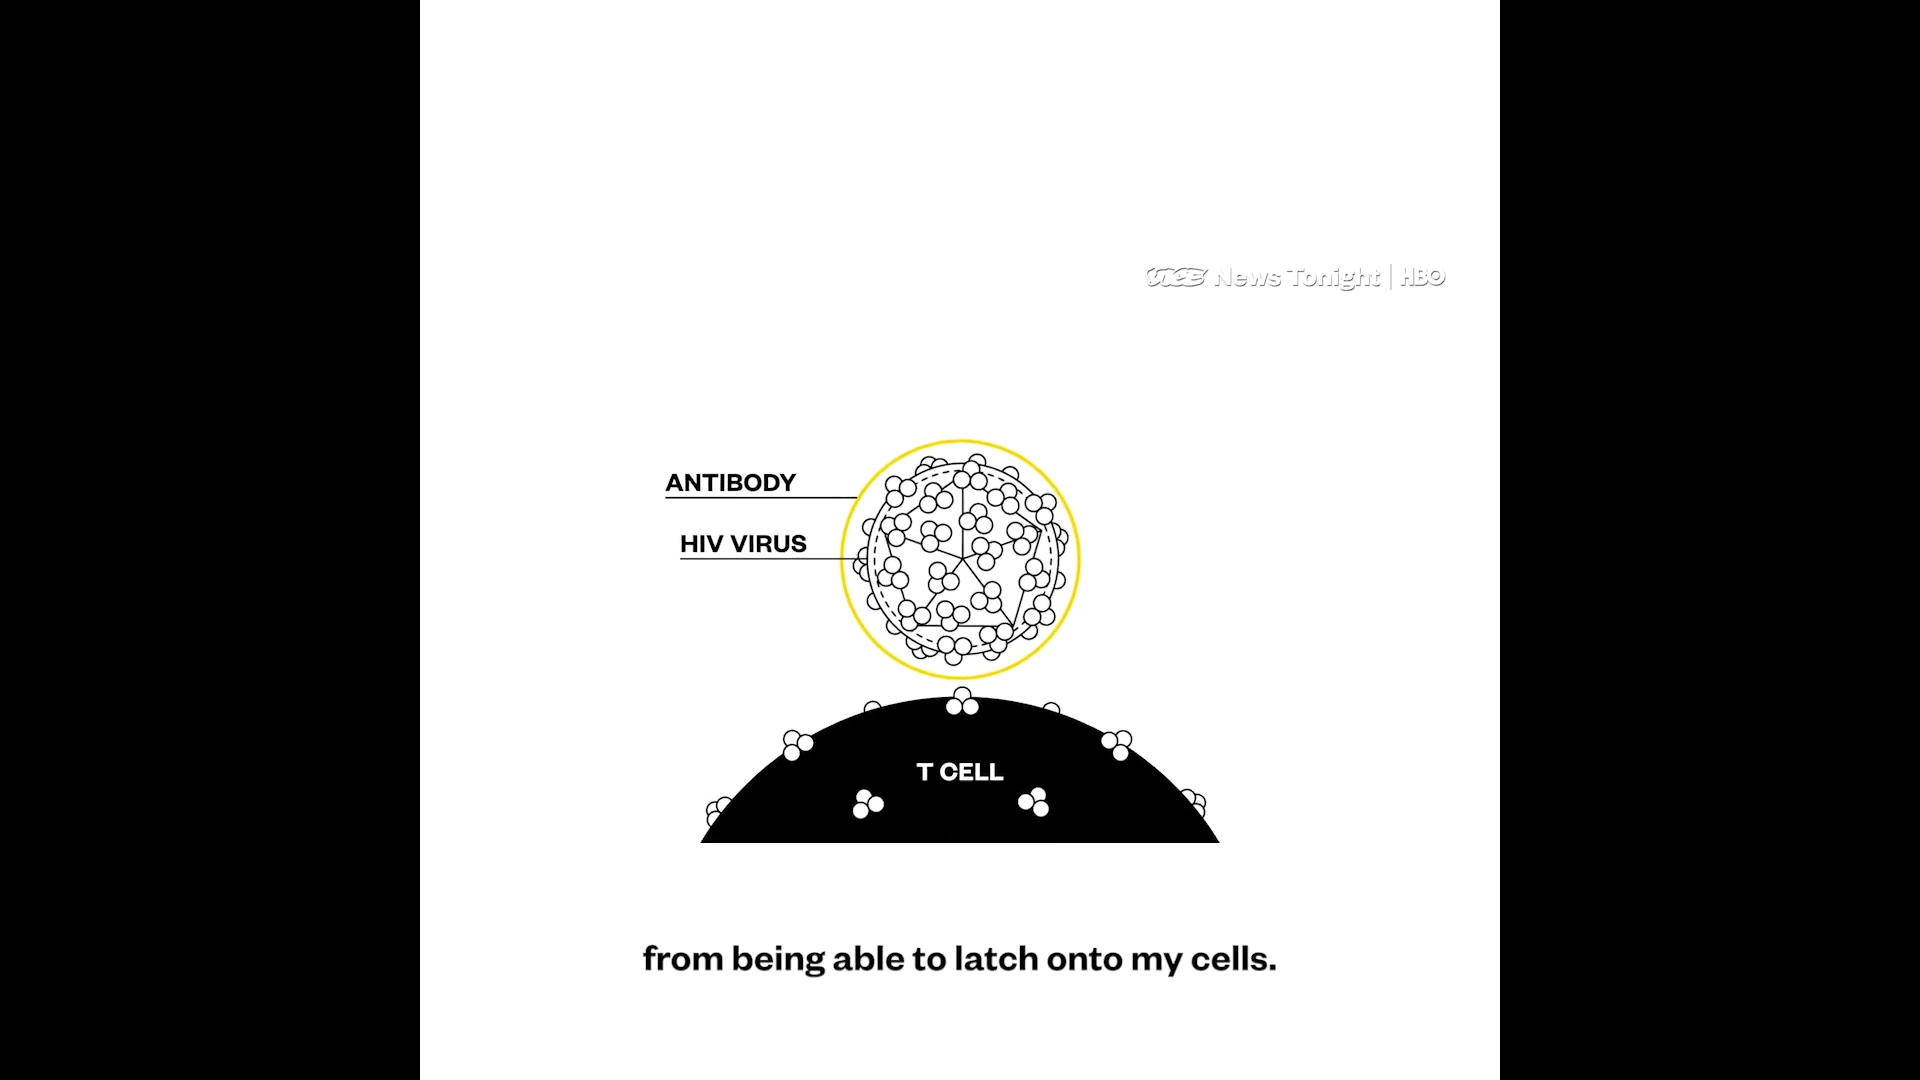 VICE News Tonight | HBO
ANTIBODY
HIV VIRUS
T CELL
from being able to latch onto my cells.